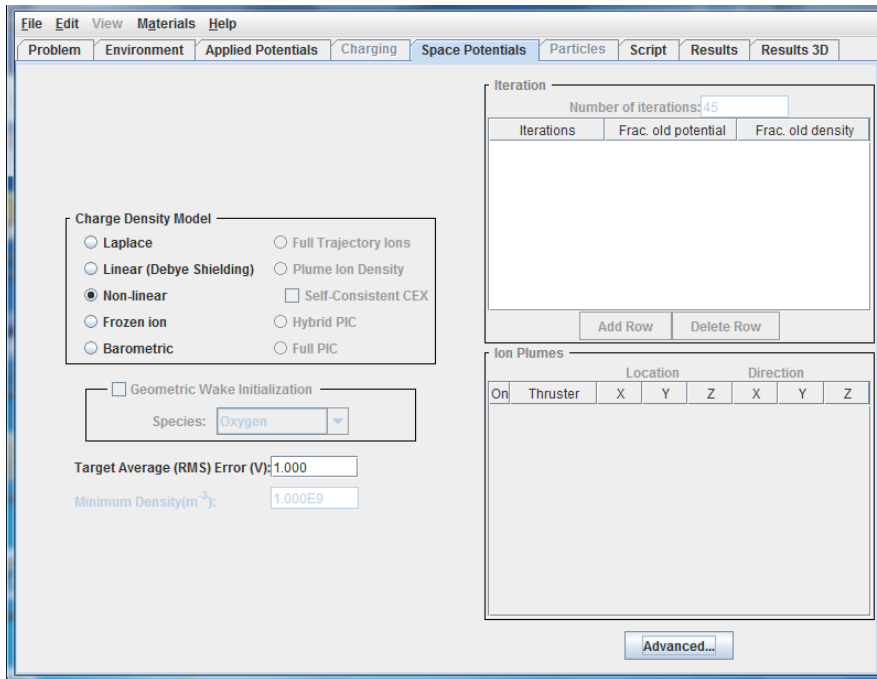 File Edit View Materials Help
Problem Environment Applied Potentials Charging Space Potentials Particles Script Results Results 3D
Charge Density Model
Laplace Full Trajectory Ions
Linear (Debye Shielding) Plume Ion Density
Non-linear Self-Consistent CEX
Frozen ion Hybrid PIC
Barometric Full PIC
Geometric Wake Initialization
Species: Oxygen
Target Average (RMS) Error (V): 1.000
Minimum Density(m-3): 1.000E9
Iteration
Number of iterations: 45
Iterations Frac. old potential Frac. old density
Add Row Delete Row
Ion Plumes
Location Direction
On Thruster X Y Z X Y Z
Advanced...